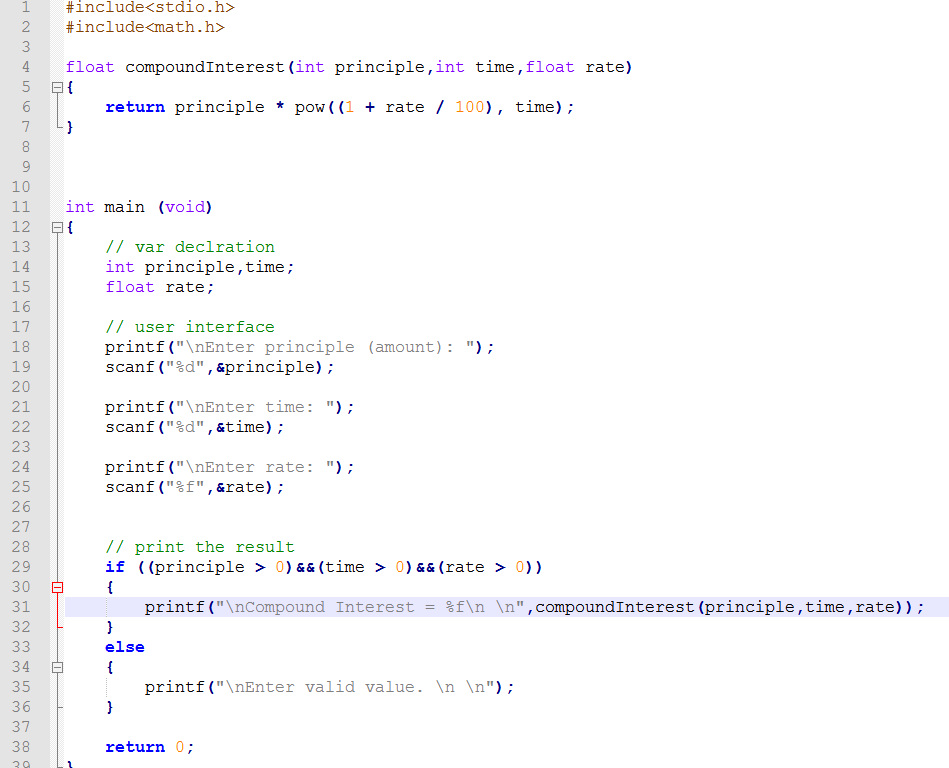 1 #include<stdio.h>
2 #include<math.h>
3
4 float compoundInterest(int principle,int time,float rate)
5 {
6     return principle * pow((1 + rate / 100), time);
7 }
8
9
10
11 int main (void)
12 {
13     // var declration
14     int principle,time;
15     float rate;
16
17     // user interface
18     printf("\nEnter principle (amount): ");
19     scanf("%d",&principle);
20
21     printf("\nEnter time: ");
22     scanf("%d",&time);
23
24     printf("\nEnter rate: ");
25     scanf("%f",&rate);
26
27
28     // print the result
29     if ((principle > 0)&&(time > 0)&&(rate > 0))
30     {
31         printf("\nCompound Interest = %f\n \n",compoundInterest(principle,time,rate));
32     }
33     else
34     {
35         printf("\nEnter valid value. \n \n");
36     }
37
38     return 0;
39 }